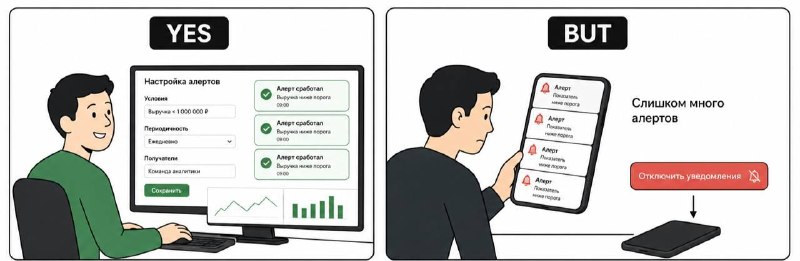 YES
Настройка алертов
Условия
Выручка < 1 000 000 ₽
Периодичность
Ежедневно
Получатели
Команда аналитики
Сохранить
Алерт сработал
Выручка ниже порога
09:00
Алерт сработал
Выручка ниже порога
09:00
Алерт сработал
Выручка ниже порога
09:00
BUT
Алерт
Показатель
ниже порога
Алерт
Показатель
ниже порога
Алерт
Показатель
ниже порога
Алерт
Показатель
ниже порога
Слишком много
алертов
Отключить уведомления